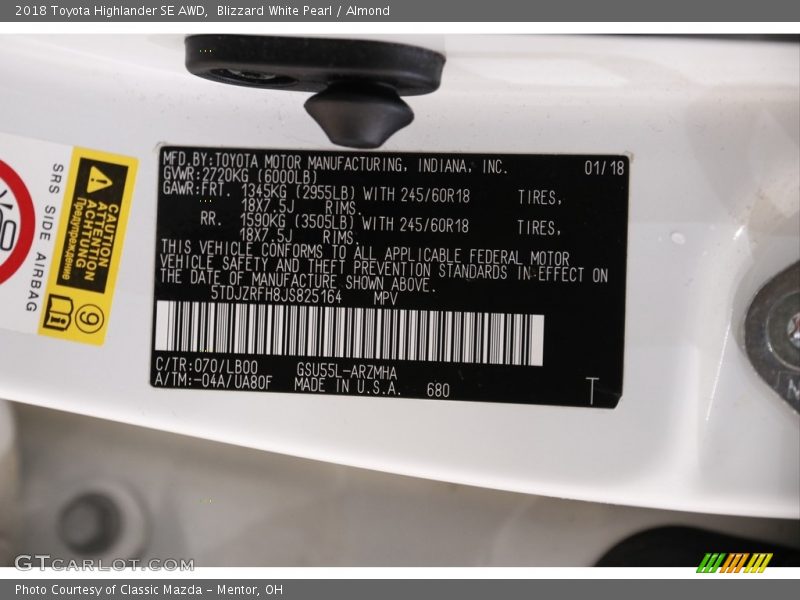 2018 Toyota Highlander SE AWD, Blizzard White Pearl / Almond
MFD.BY:TOYOTA MOTOR MANUFACTURING, INDIANA, INC. 01/18
GVWR:2720KG (6000LB)
GAWR:FRT. 1345KG (2955LB) WITH 245/60R18 TIRES,
18X7.5J RIMS.
RR. 1590KG (3505LB) WITH 245/60R18 TIRES,
18X7.5J RIMS.
THIS VEHICLE CONFORMS TO ALL APPLICABLE FEDERAL MOTOR
VEHICLE SAFETY AND THEFT PREVENTION STANDARDS IN EFFECT ON
THE DATE OF MANUFACTURE SHOWN ABOVE.
5TDJZRFH8JS825164 MPV
C/TR:070/LB00 GSU55L-ARZMHA
A/TM:-04A/UA80F MADE IN U.S.A. 680
T
SRS SIDE AIRBAG
CAUTION
ATTENTION
ACHTUNG
Предупреждение
9
GTCarLot.com
Photo Courtesy of Classic Mazda - Mentor, OH